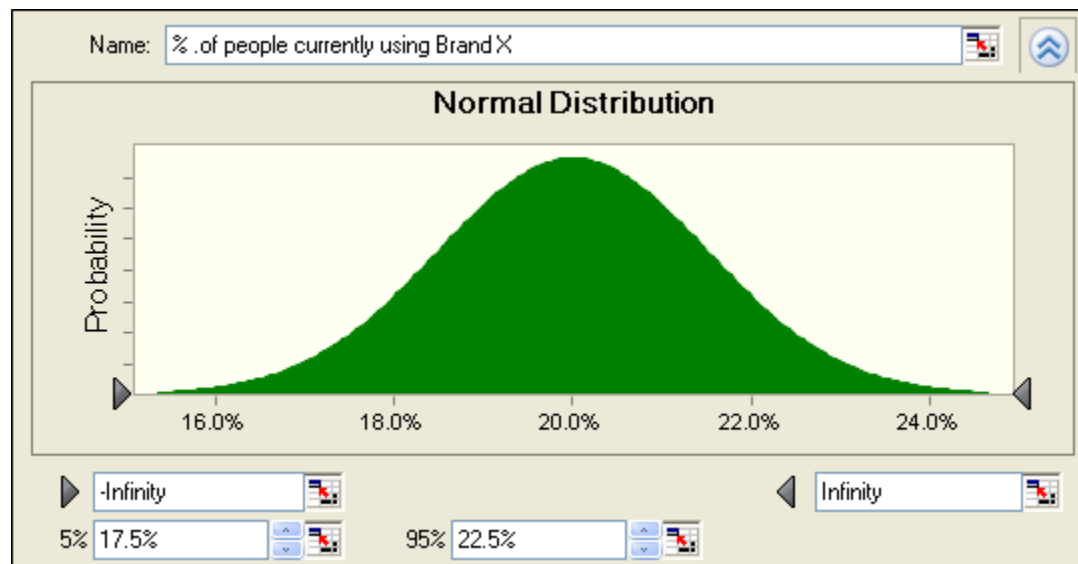 Name: % .of people currently using Brand X
Normal Distribution
Probability
16.0% 18.0% 20.0% 22.0% 24.0%
-Infinity Infinity
5% 17.5% 95% 22.5%